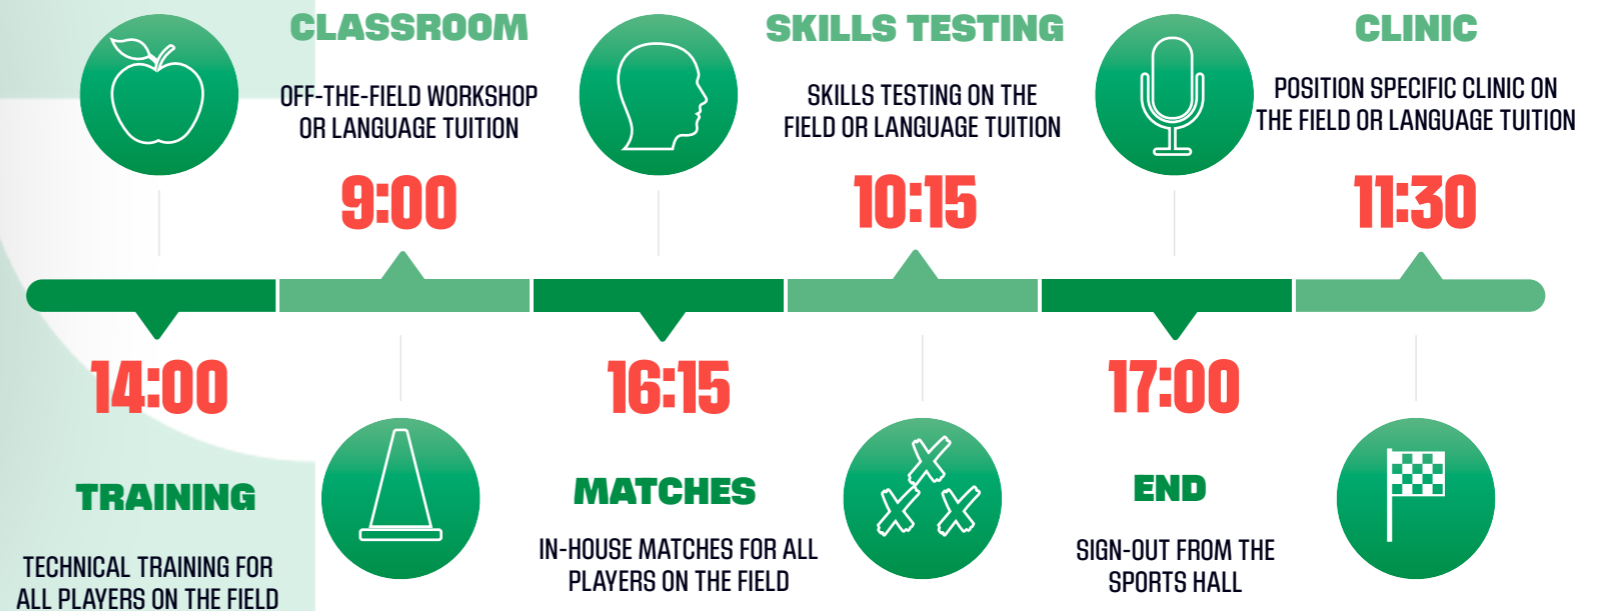 CLASSROOM
OFF-THE-FIELD WORKSHOP
OR LANGUAGE TUITION
9:00
SKILLS TESTING
SKILLS TESTING ON THE
FIELD OR LANGUAGE TUITION
10:15
CLINIC
POSITION SPECIFIC CLINIC ON
THE FIELD OR LANGUAGE TUITION
11:30
14:00
TRAINING
TECHNICAL TRAINING FOR
ALL PLAYERS ON THE FIELD
16:15
MATCHES
IN-HOUSE MATCHES FOR ALL
PLAYERS ON THE FIELD
17:00
END
SIGN-OUT FROM THE
SPORTS HALL